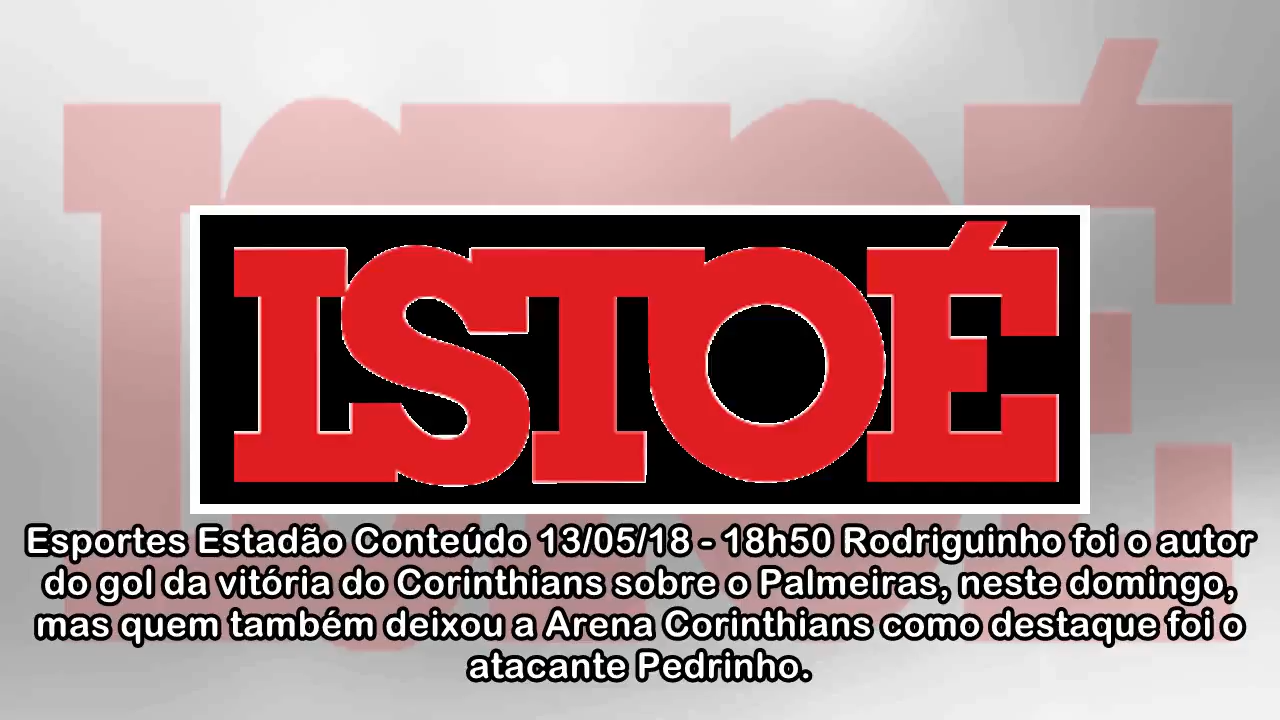 ISTOÉ
Esportes Estadão Conteúdo 13/05/18 - 18h50 Rodriguinho foi o autor
do gol da vitória do Corinthians sobre o Palmeiras, neste domingo,
mas quem também deixou a Arena Corinthians como destaque foi o
atacante Pedrinho.